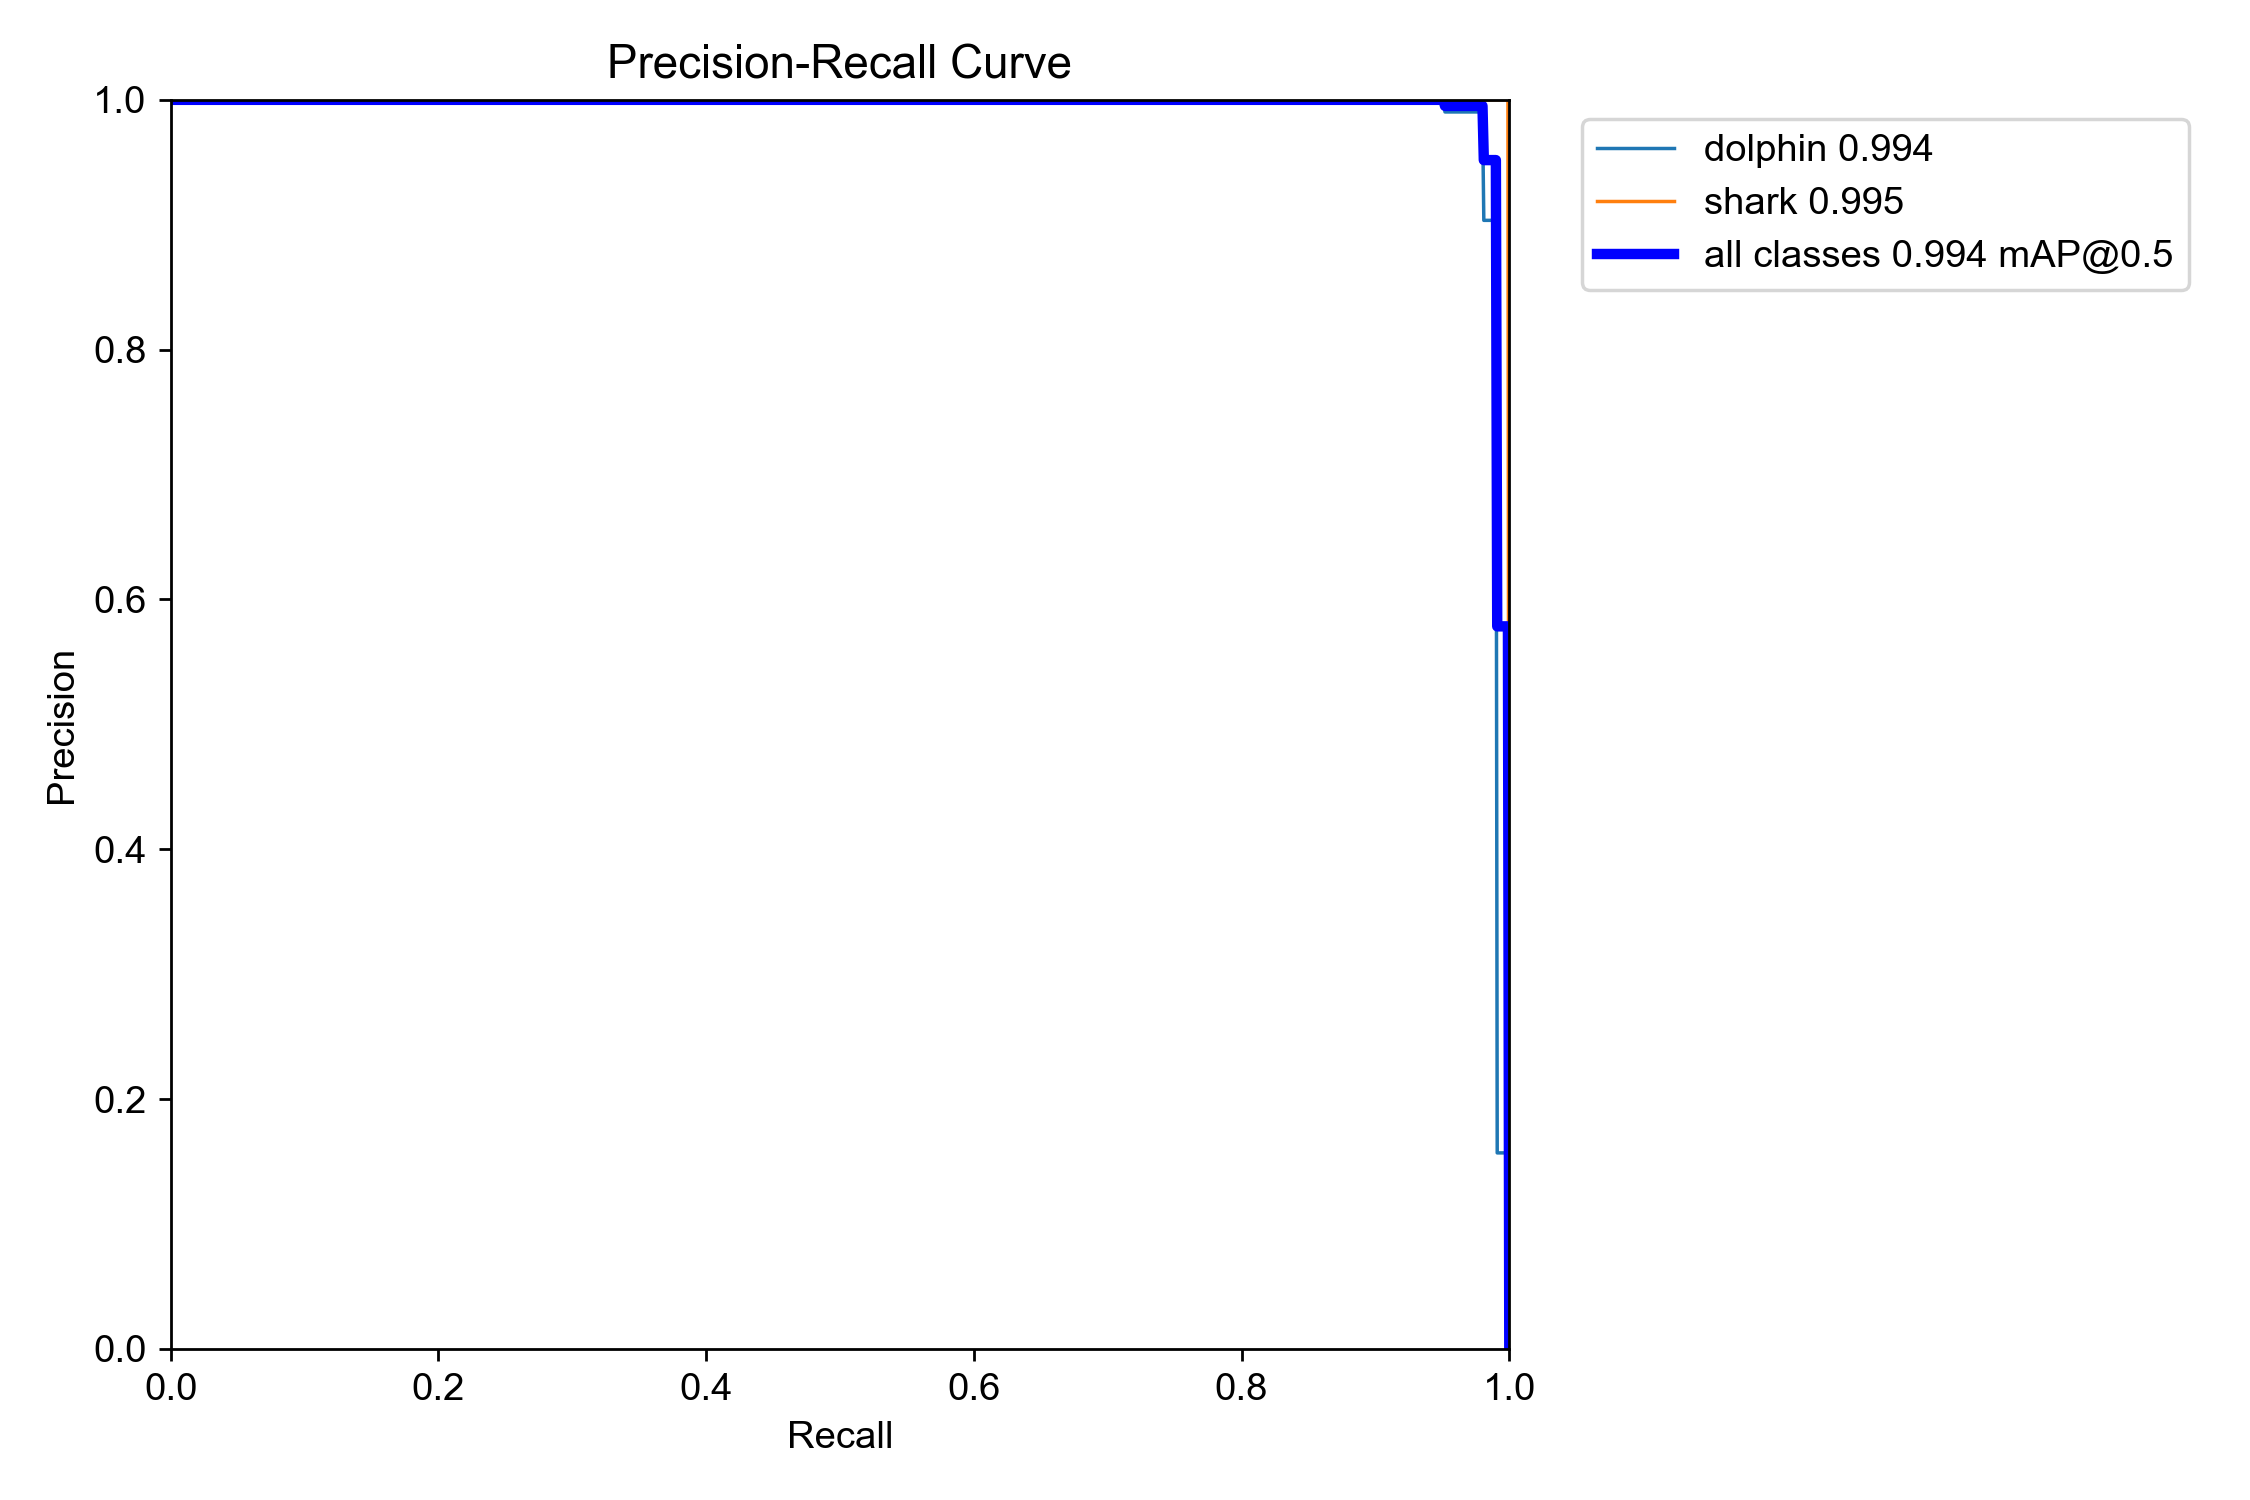 Precision-Recall Curve
1.0
0.8
0.6
0.4
0.2
0.0
Precision
0.0 0.2 0.4 0.6 0.8 1.0
Recall
dolphin 0.994
shark 0.995
all classes 0.994 mAP@0.5